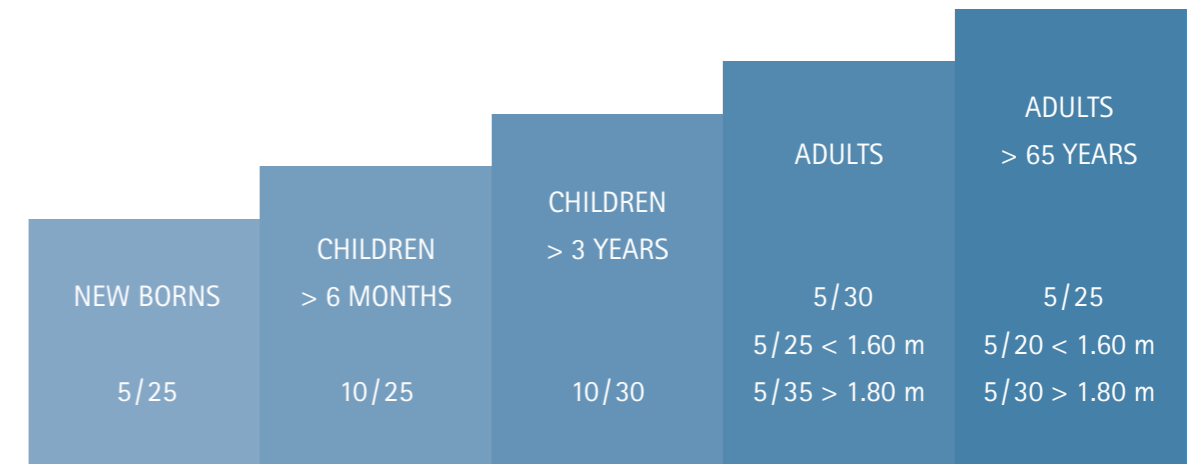 NEW BORNS
5/25
CHILDREN
> 6 MONTHS
10/25
CHILDREN
> 3 YEARS
10/30
ADULTS
5/30
5/25 < 1.60 m
5/35 > 1.80 m
ADULTS
> 65 YEARS
5/25
5/20 < 1.60 m
5/30 > 1.80 m